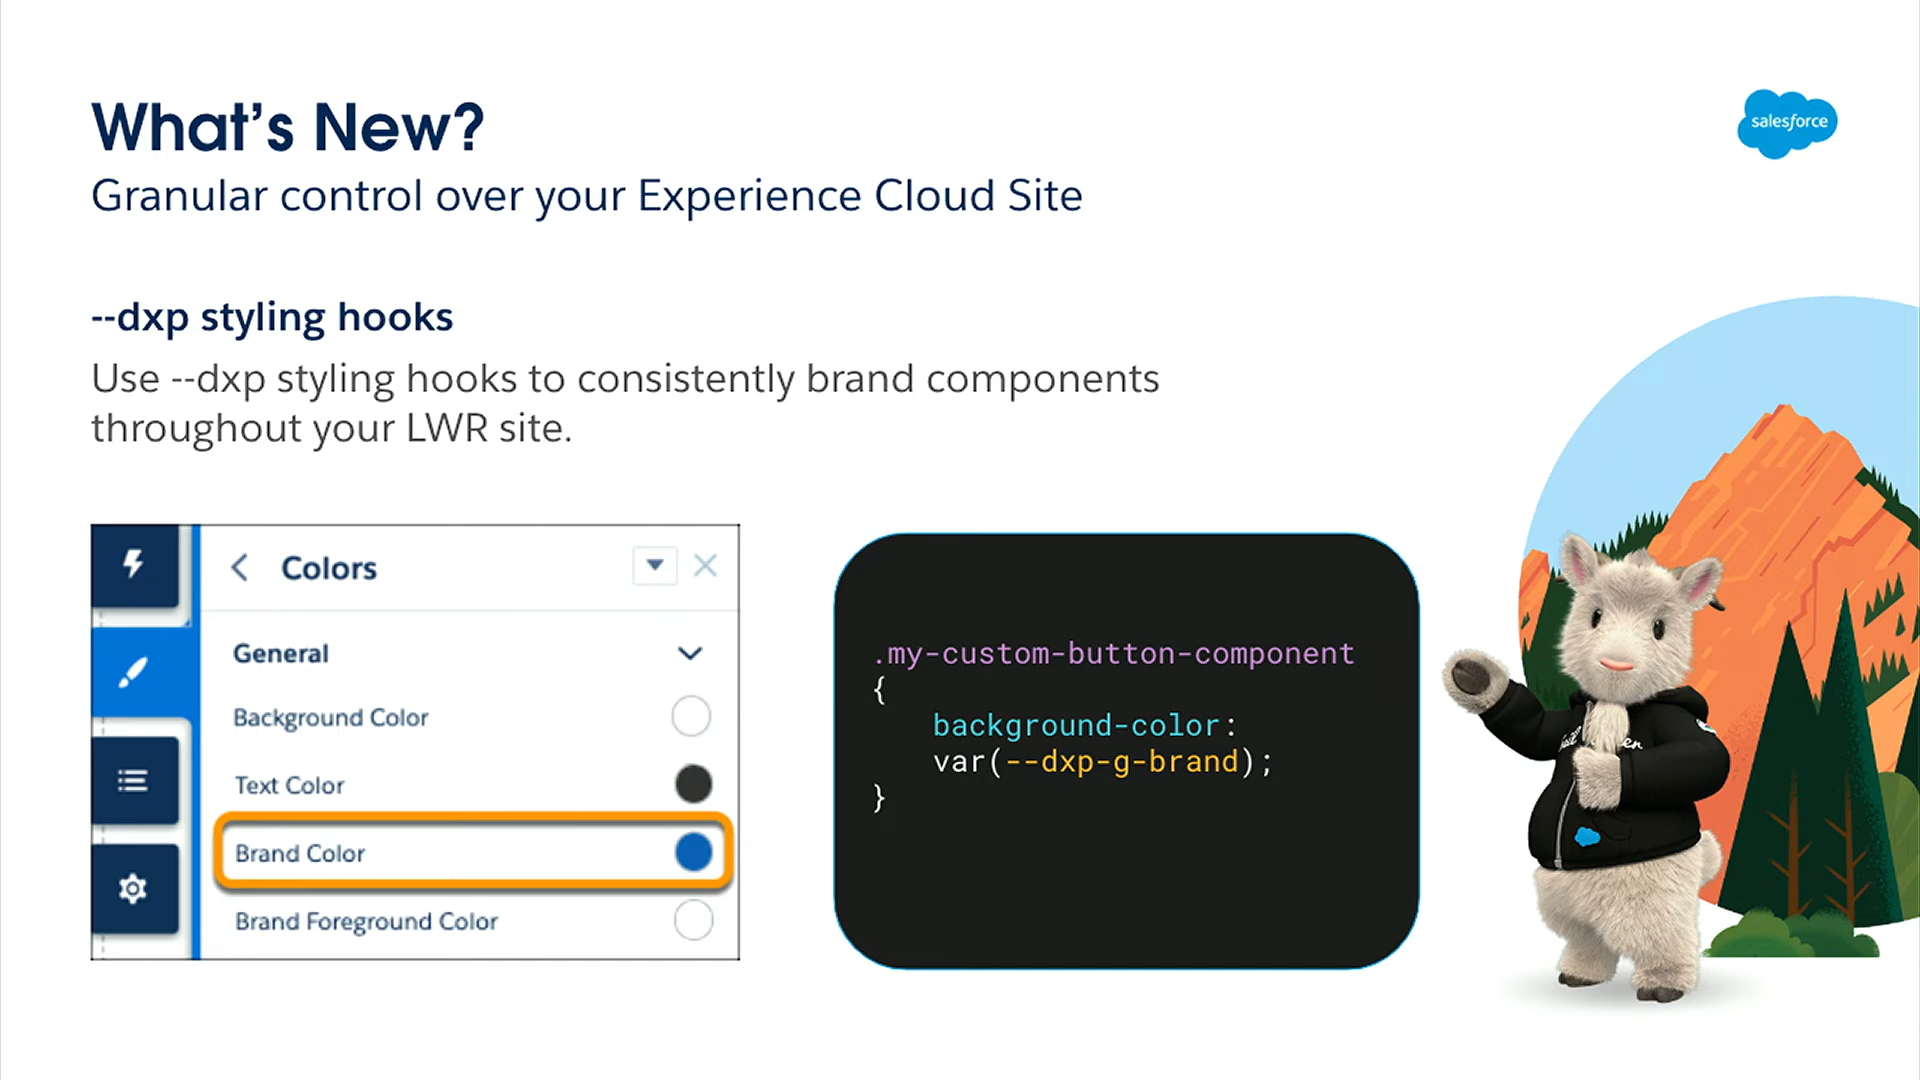 What's New?
Granular control over your Experience Cloud Site
salesforce
--dxp styling hooks
Use --dxp styling hooks to consistently brand components
throughout your LWR site.
Colors
General
Background Color
Text Color
Brand Color
Brand Foreground Color
.my-custom-button-component
{
background-color:
var(--dxp-g-brand);
}